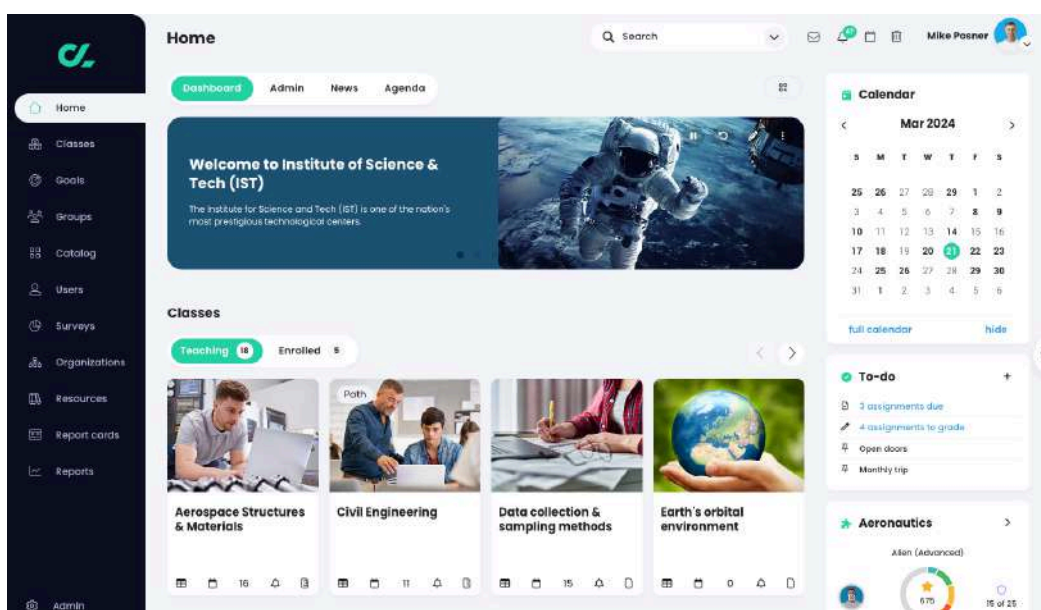 Home
Search
Mike Posner
Home
Classes
Goals
Groups
Catalog
Users
Surveys
Organizations
Resources
Report cards
Reports
Admin
Dashboard Admin News Agenda
Welcome to Institute of Science &
Tech (IST)
The Institute for Science and Tech (IST) is one of the nation's
most prestigious technological centers.
Classes
Teaching 18 Enrolled 5
Path
Aerospace Structures
& Materials
16
Civil Engineering
11
Data collection &
sampling methods
15
Earth's orbital
environment
0
Calendar
Mar 2024
S M T W T F S
25 26 27 28 29 1 2
3 4 5 6 7 8 9
10 11 12 13 14 15 16
17 18 19 20 21 22 23
24 25 26 27 28 29 30
31 1 2 3 4 5 6
full calendar hide
To-do +
3 assignments due
4 assignments to grade
Open doors
Monthly trip
Aeronautics
Alien (Advanced)
675
15 of 25